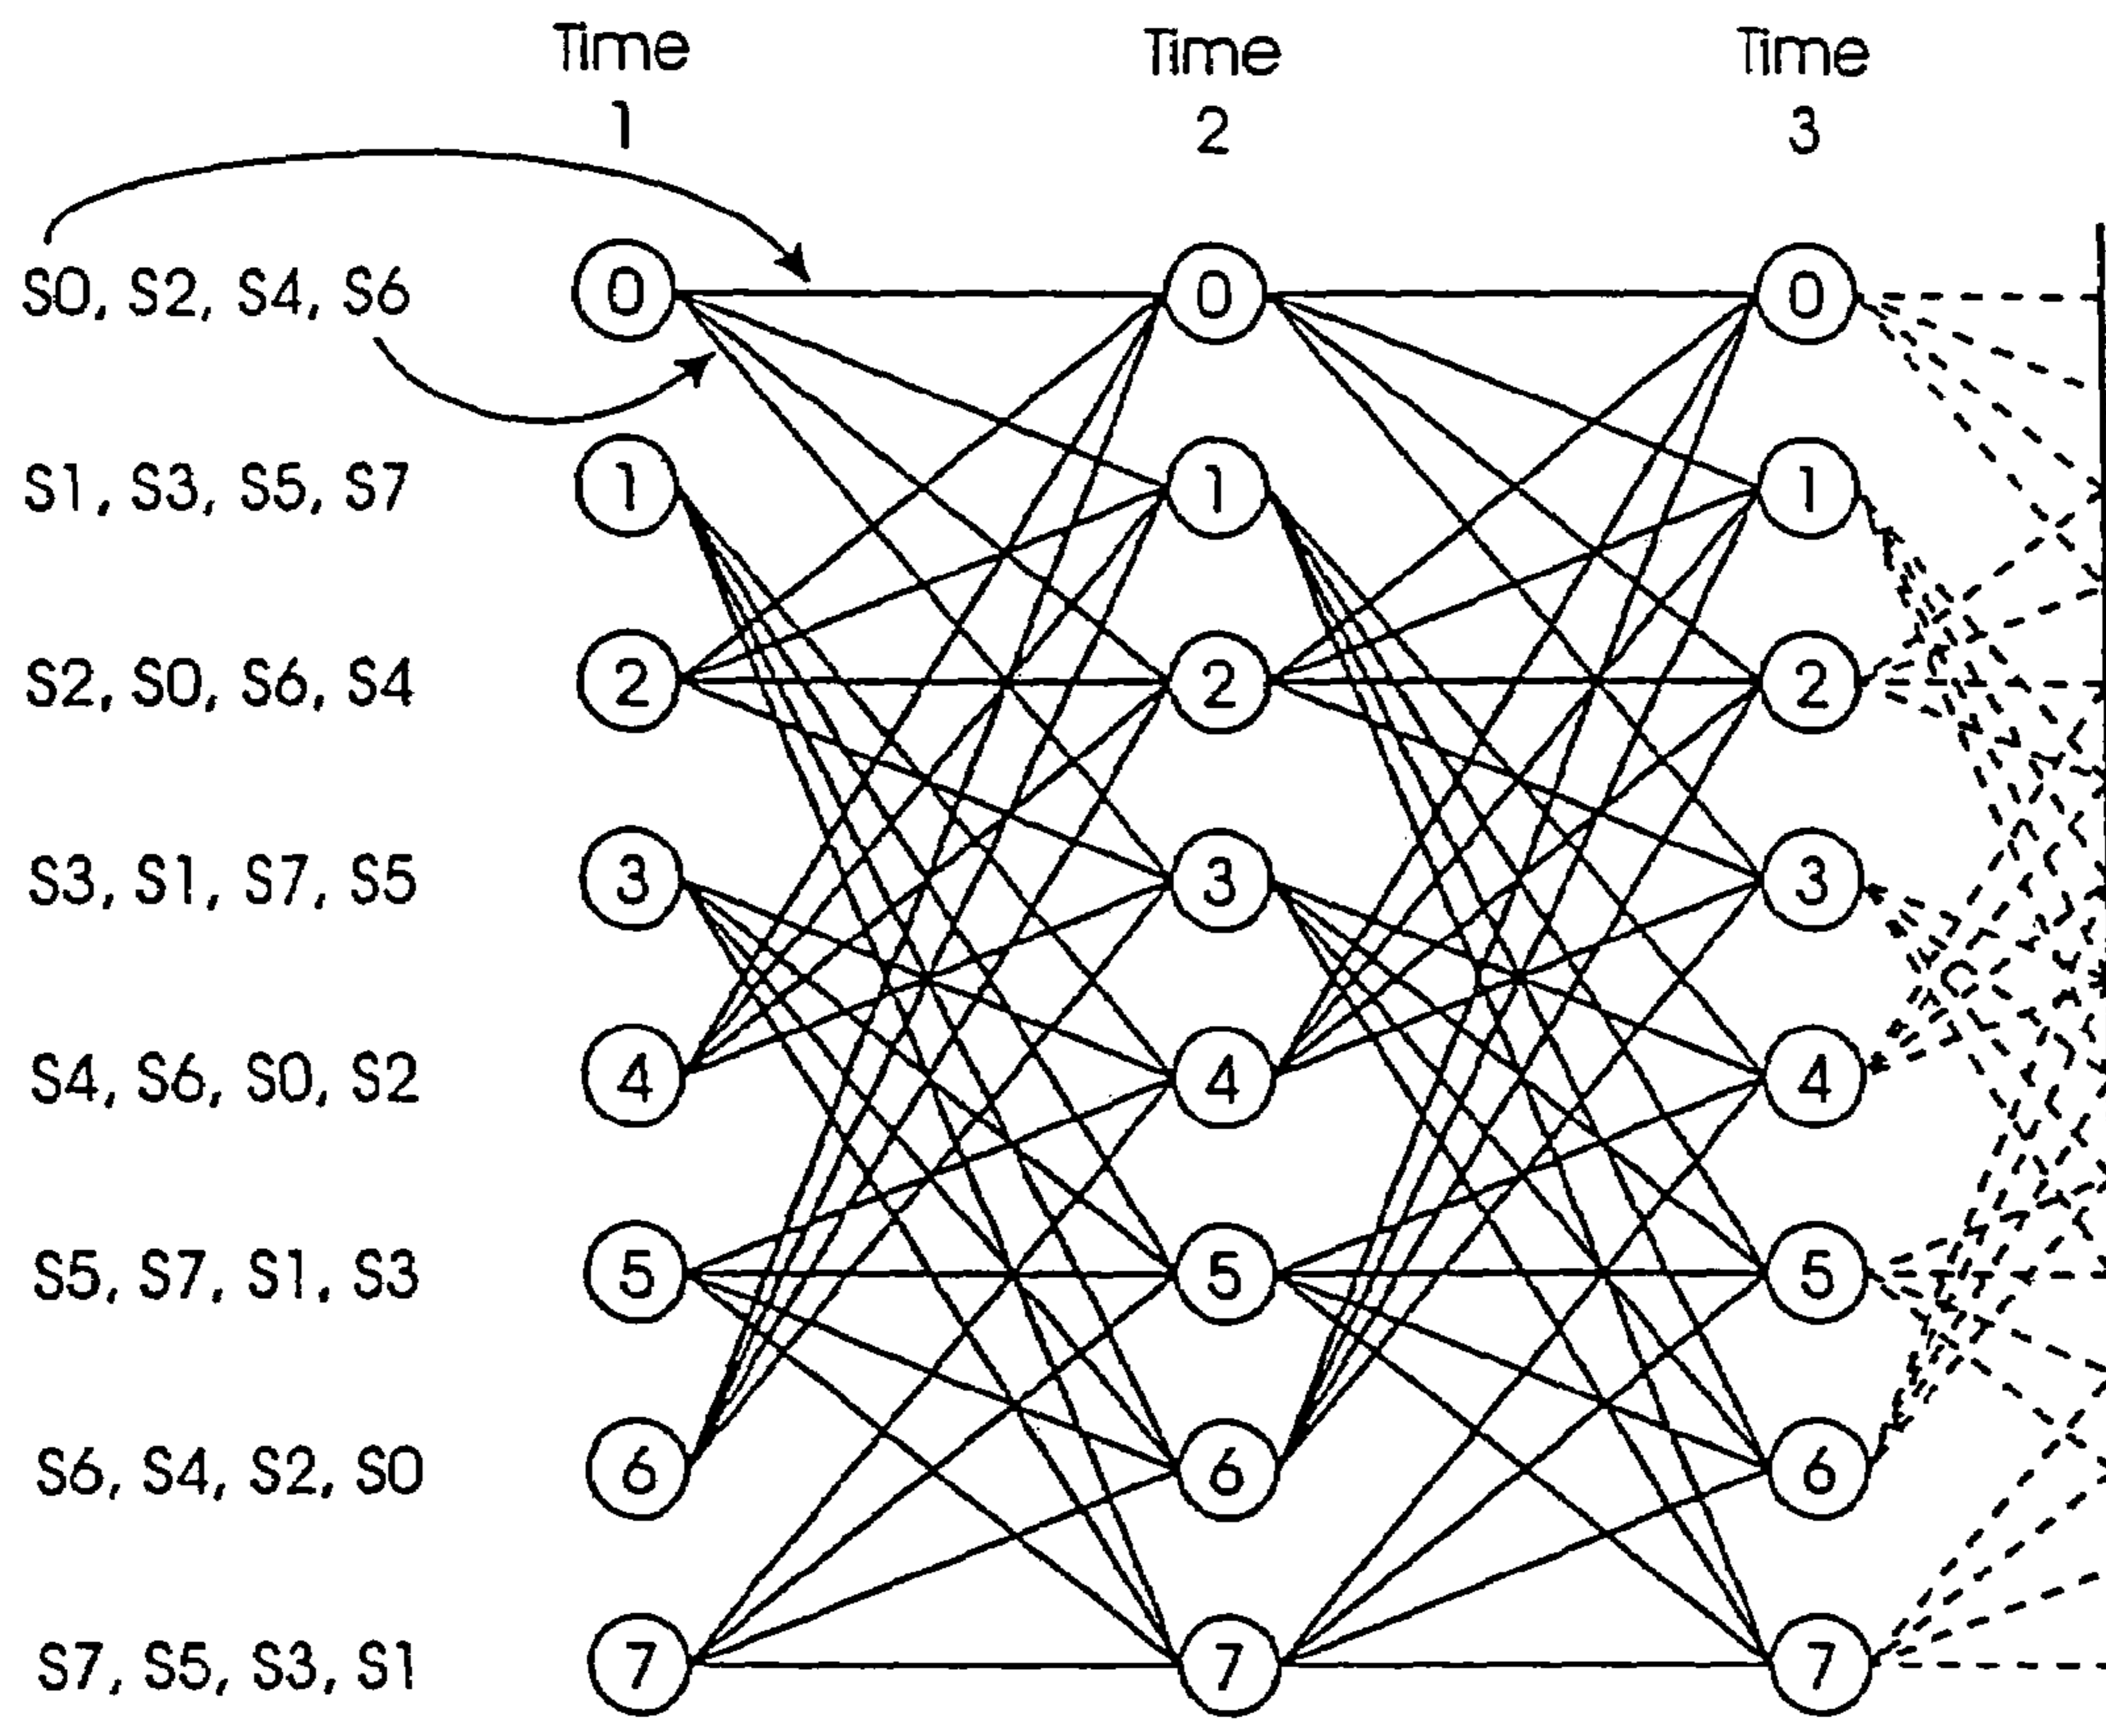 Time Time Time
1 2 3
S0, S2, S4, S6 0 0 0
S1, S3, S5, S7 1 1 1
S2, S0, S6, S4 2 2 2
S3, S1, S7, S5 3 3 3
S4, S6, S0, S2 4 4 4
S5, S7, S1, S3 5 5 5
S6, S4, S2, S0 6 6 6
S7, S5, S3, S1 7 7 7